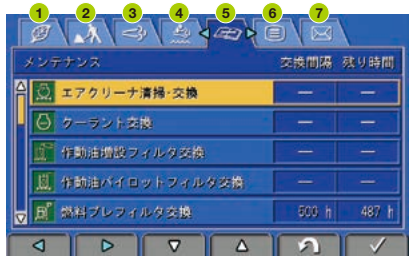 1 2 3 4 5 6 7
メンテナンス 交換間隔 残り時間
エアクリーナ清掃・交換 — —
クーラント交換 — —
作動油増設フィルタ交換 — —
作動油パイロットフィルタ交換 — —
燃料プレフィルタ交換 500 h 487 h